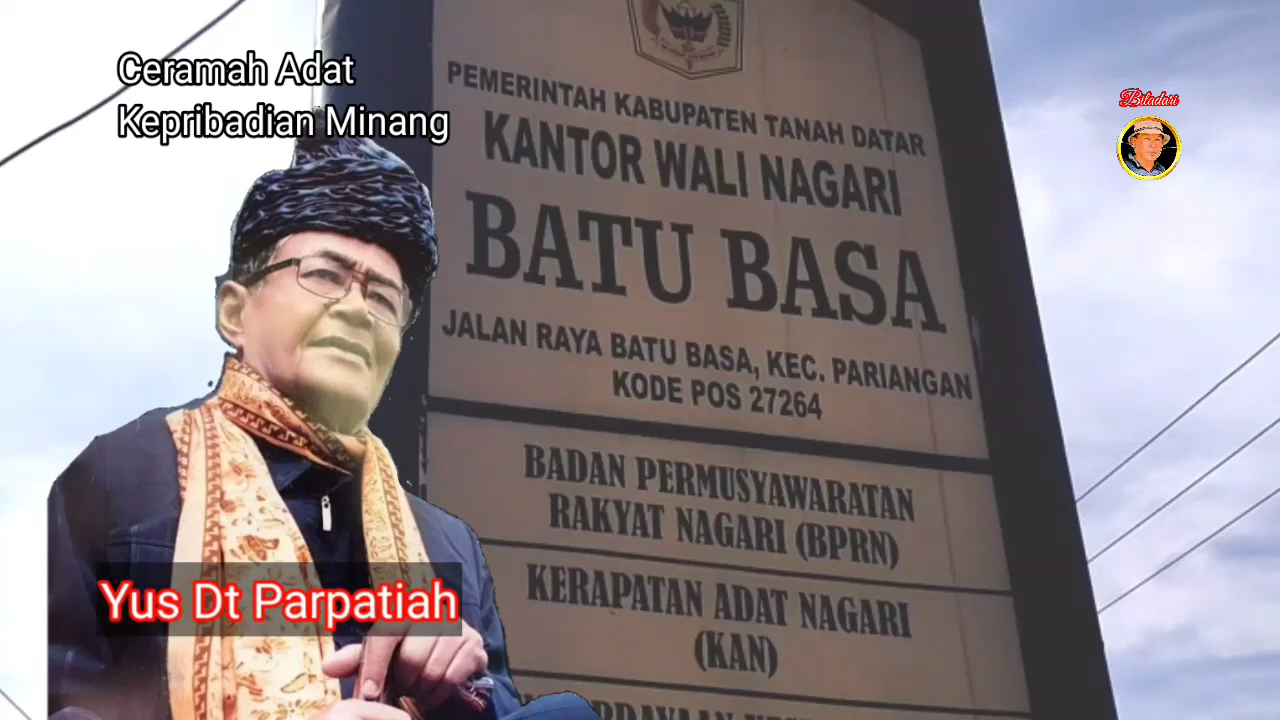 Ceramah Adat
Kepribadian Minang
Biladari
PEMERINTAH KABUPATEN TANAH DATAR
KANTOR WALI NAGARI
BATU BASA
JALAN RAYA BATU BASA, KEC. PARIANGAN
KODE POS 27264
BADAN PERMUSYAWARATAN
RAKYAT NAGARI (BPRN)
KERAPATAN ADAT NAGARI
(KAN)
Yus Dt Parpatiah